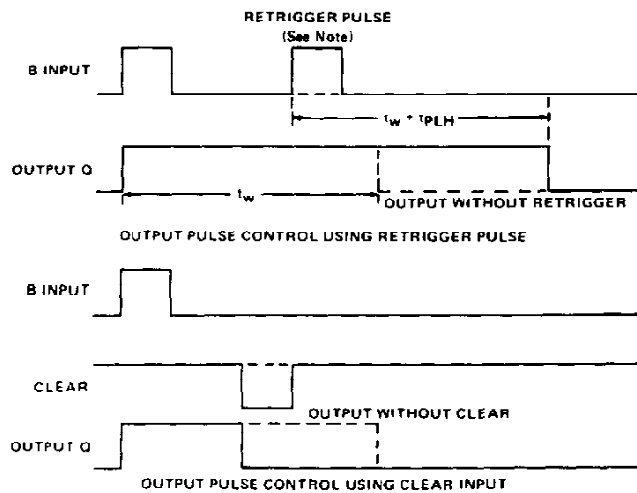 RETRIGGER PULSE
(See Note)
B INPUT
tw + tPLH
OUTPUT Q
tw
OUTPUT WITHOUT RETRIGGER
OUTPUT PULSE CONTROL USING RETRIGGER PULSE
B INPUT
CLEAR
OUTPUT WITHOUT CLEAR
OUTPUT Q
OUTPUT PULSE CONTROL USING CLEAR INPUT